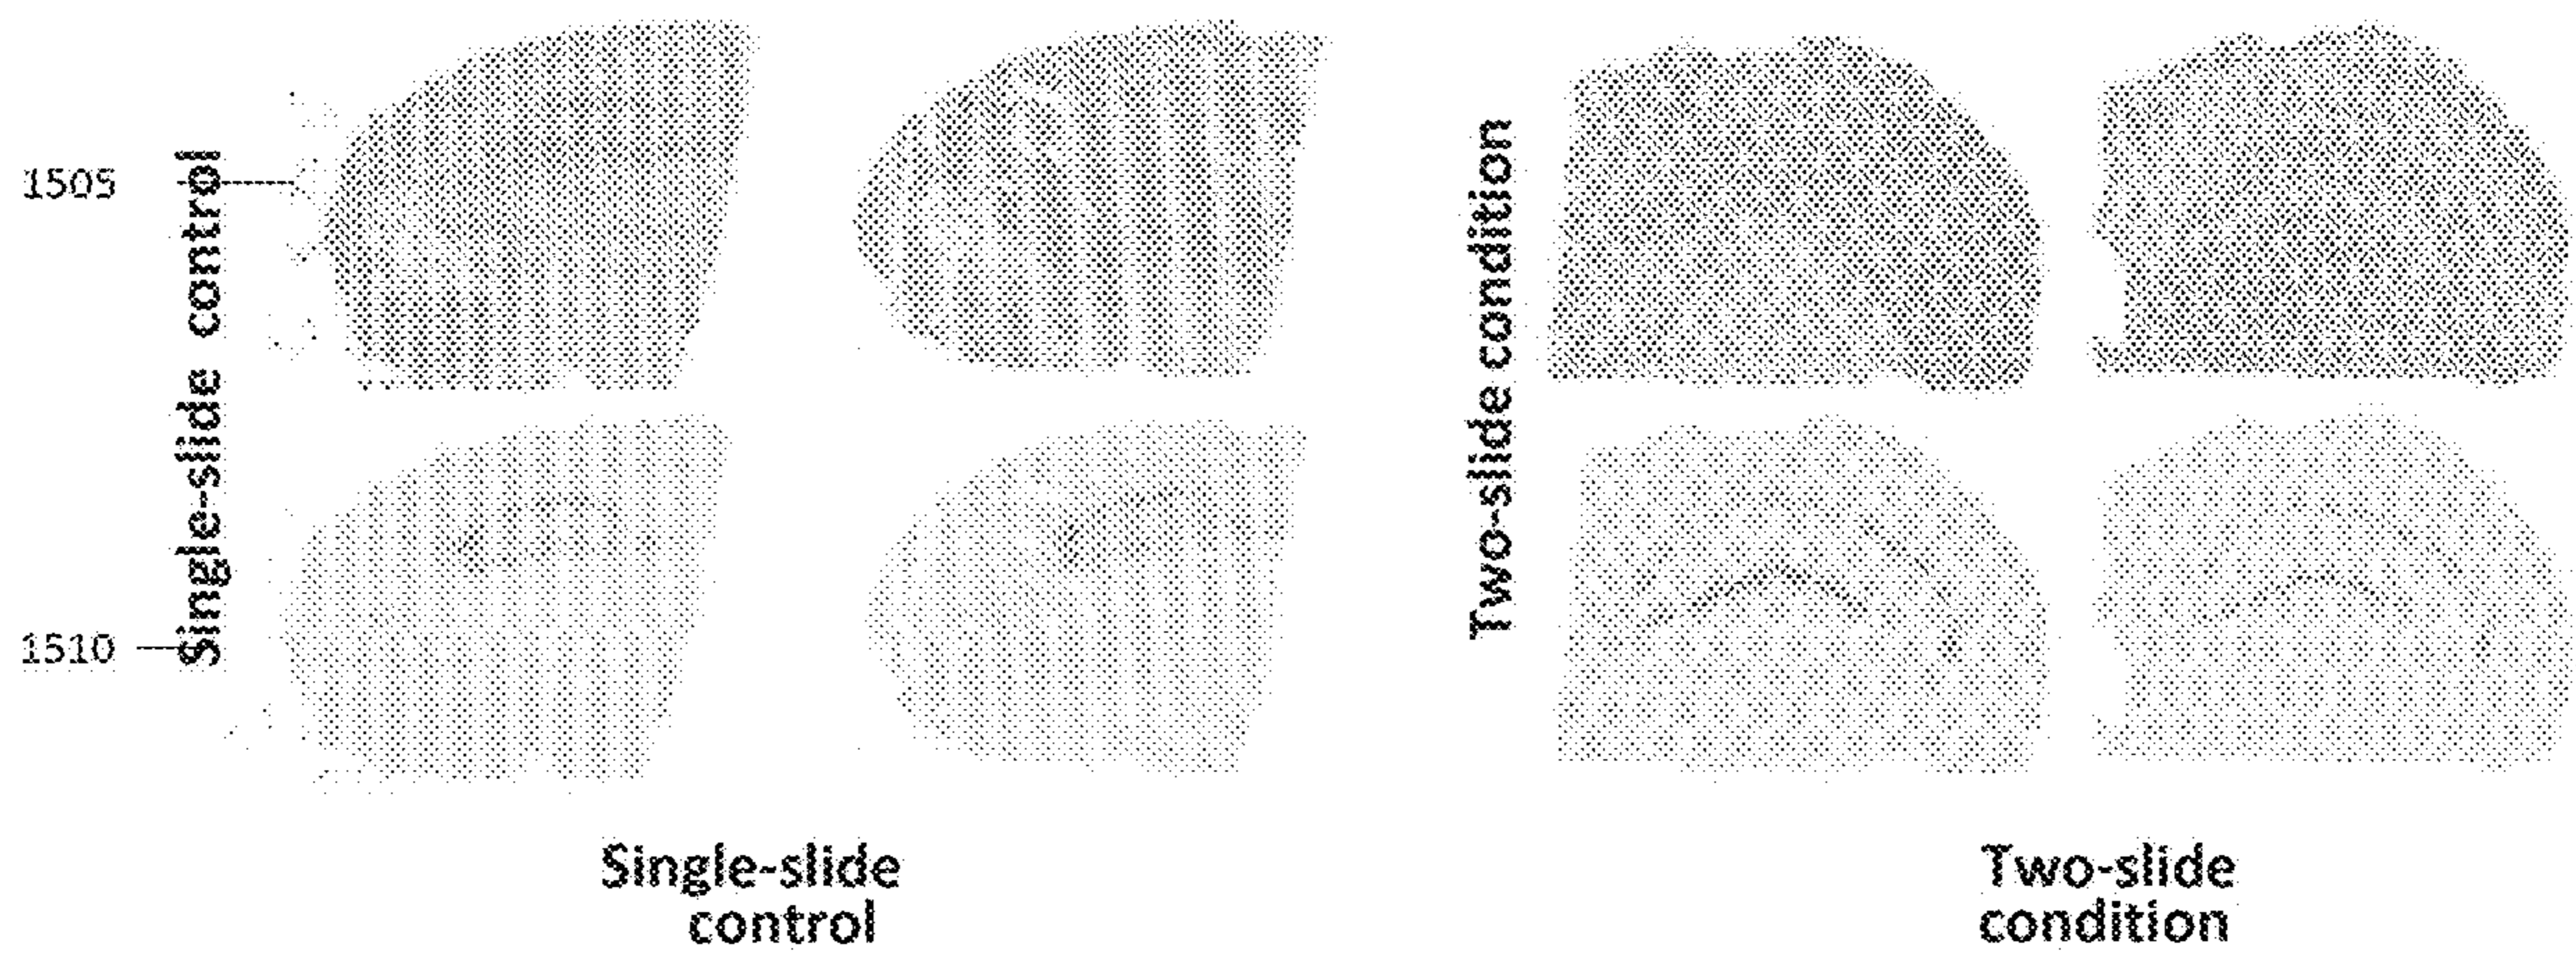 1505
Single-slide control
1510
Two-slide condition
Single-slide
control
Two-slide
condition